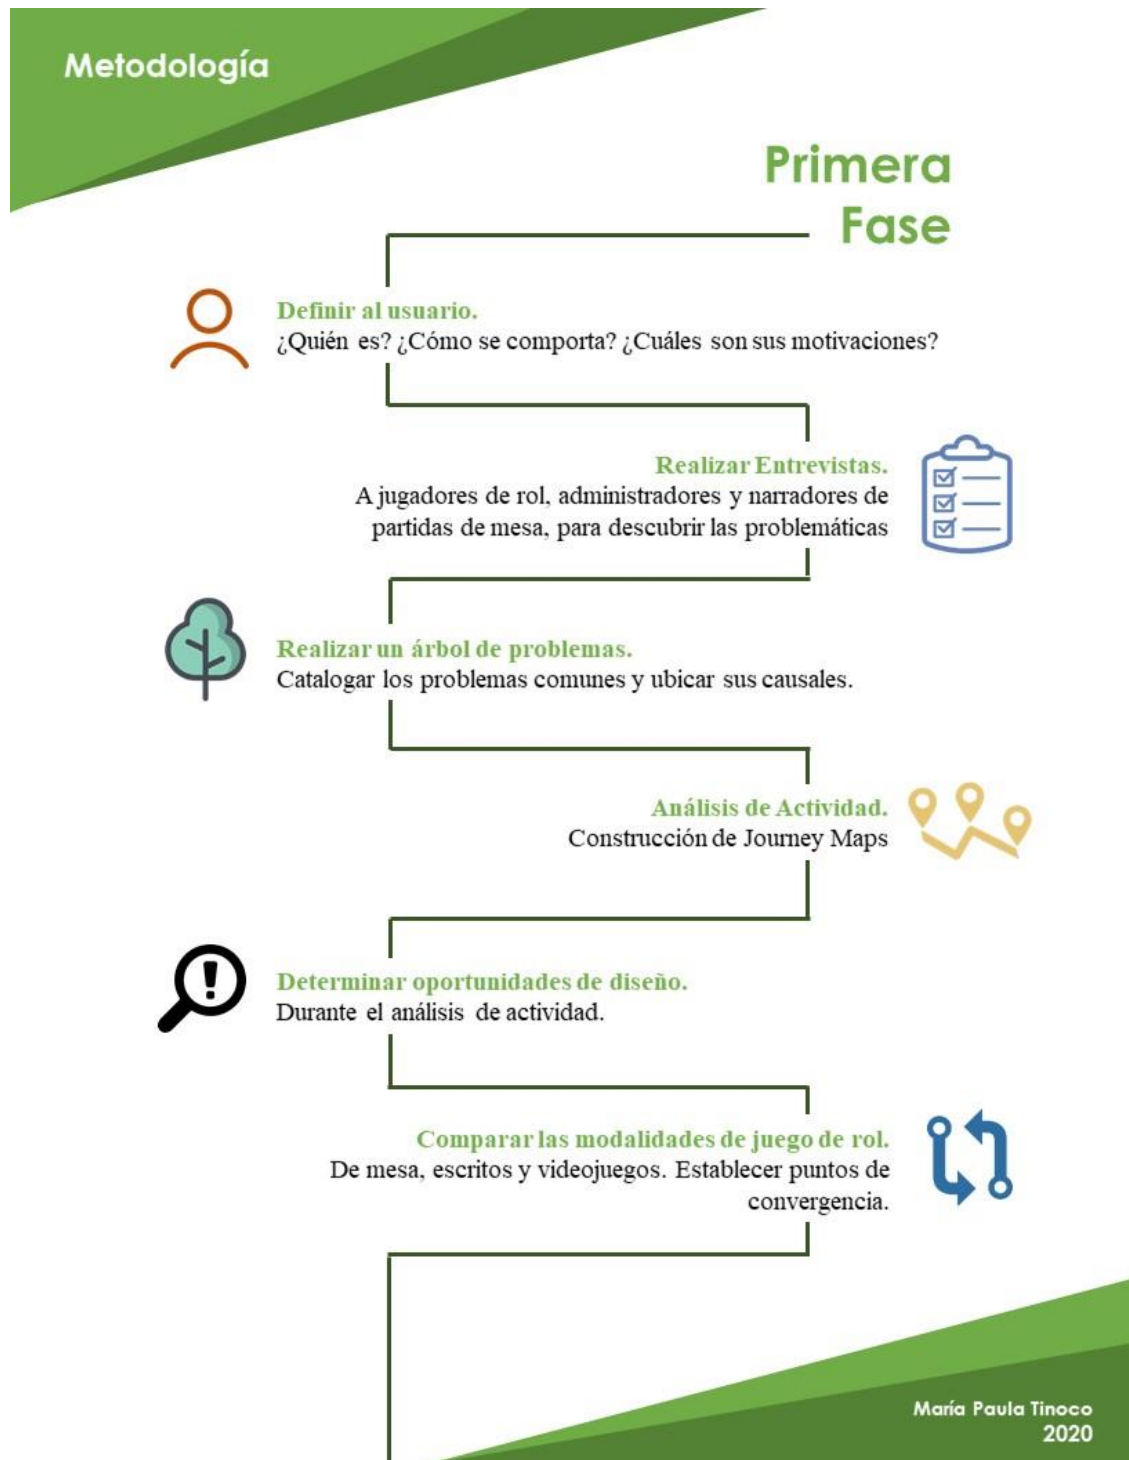 Metodología
Primera
Fase
Definir al usuario.
¿Quién es? ¿Cómo se comporta? ¿Cuáles son sus motivaciones?
Realizar Entrevistas.
A jugadores de rol, administradores y narradores de
partidas de mesa, para descubrir las problemáticas
Realizar un árbol de problemas.
Catalogar los problemas comunes y ubicar sus causales.
Análisis de Actividad.
Construcción de Journey Maps
Determinar oportunidades de diseño.
Durante el análisis de actividad.
Comparar las modalidades de juego de rol.
De mesa, escritos y videojuegos. Establecer puntos de
convergencia.
María Paula Tinoco
2020